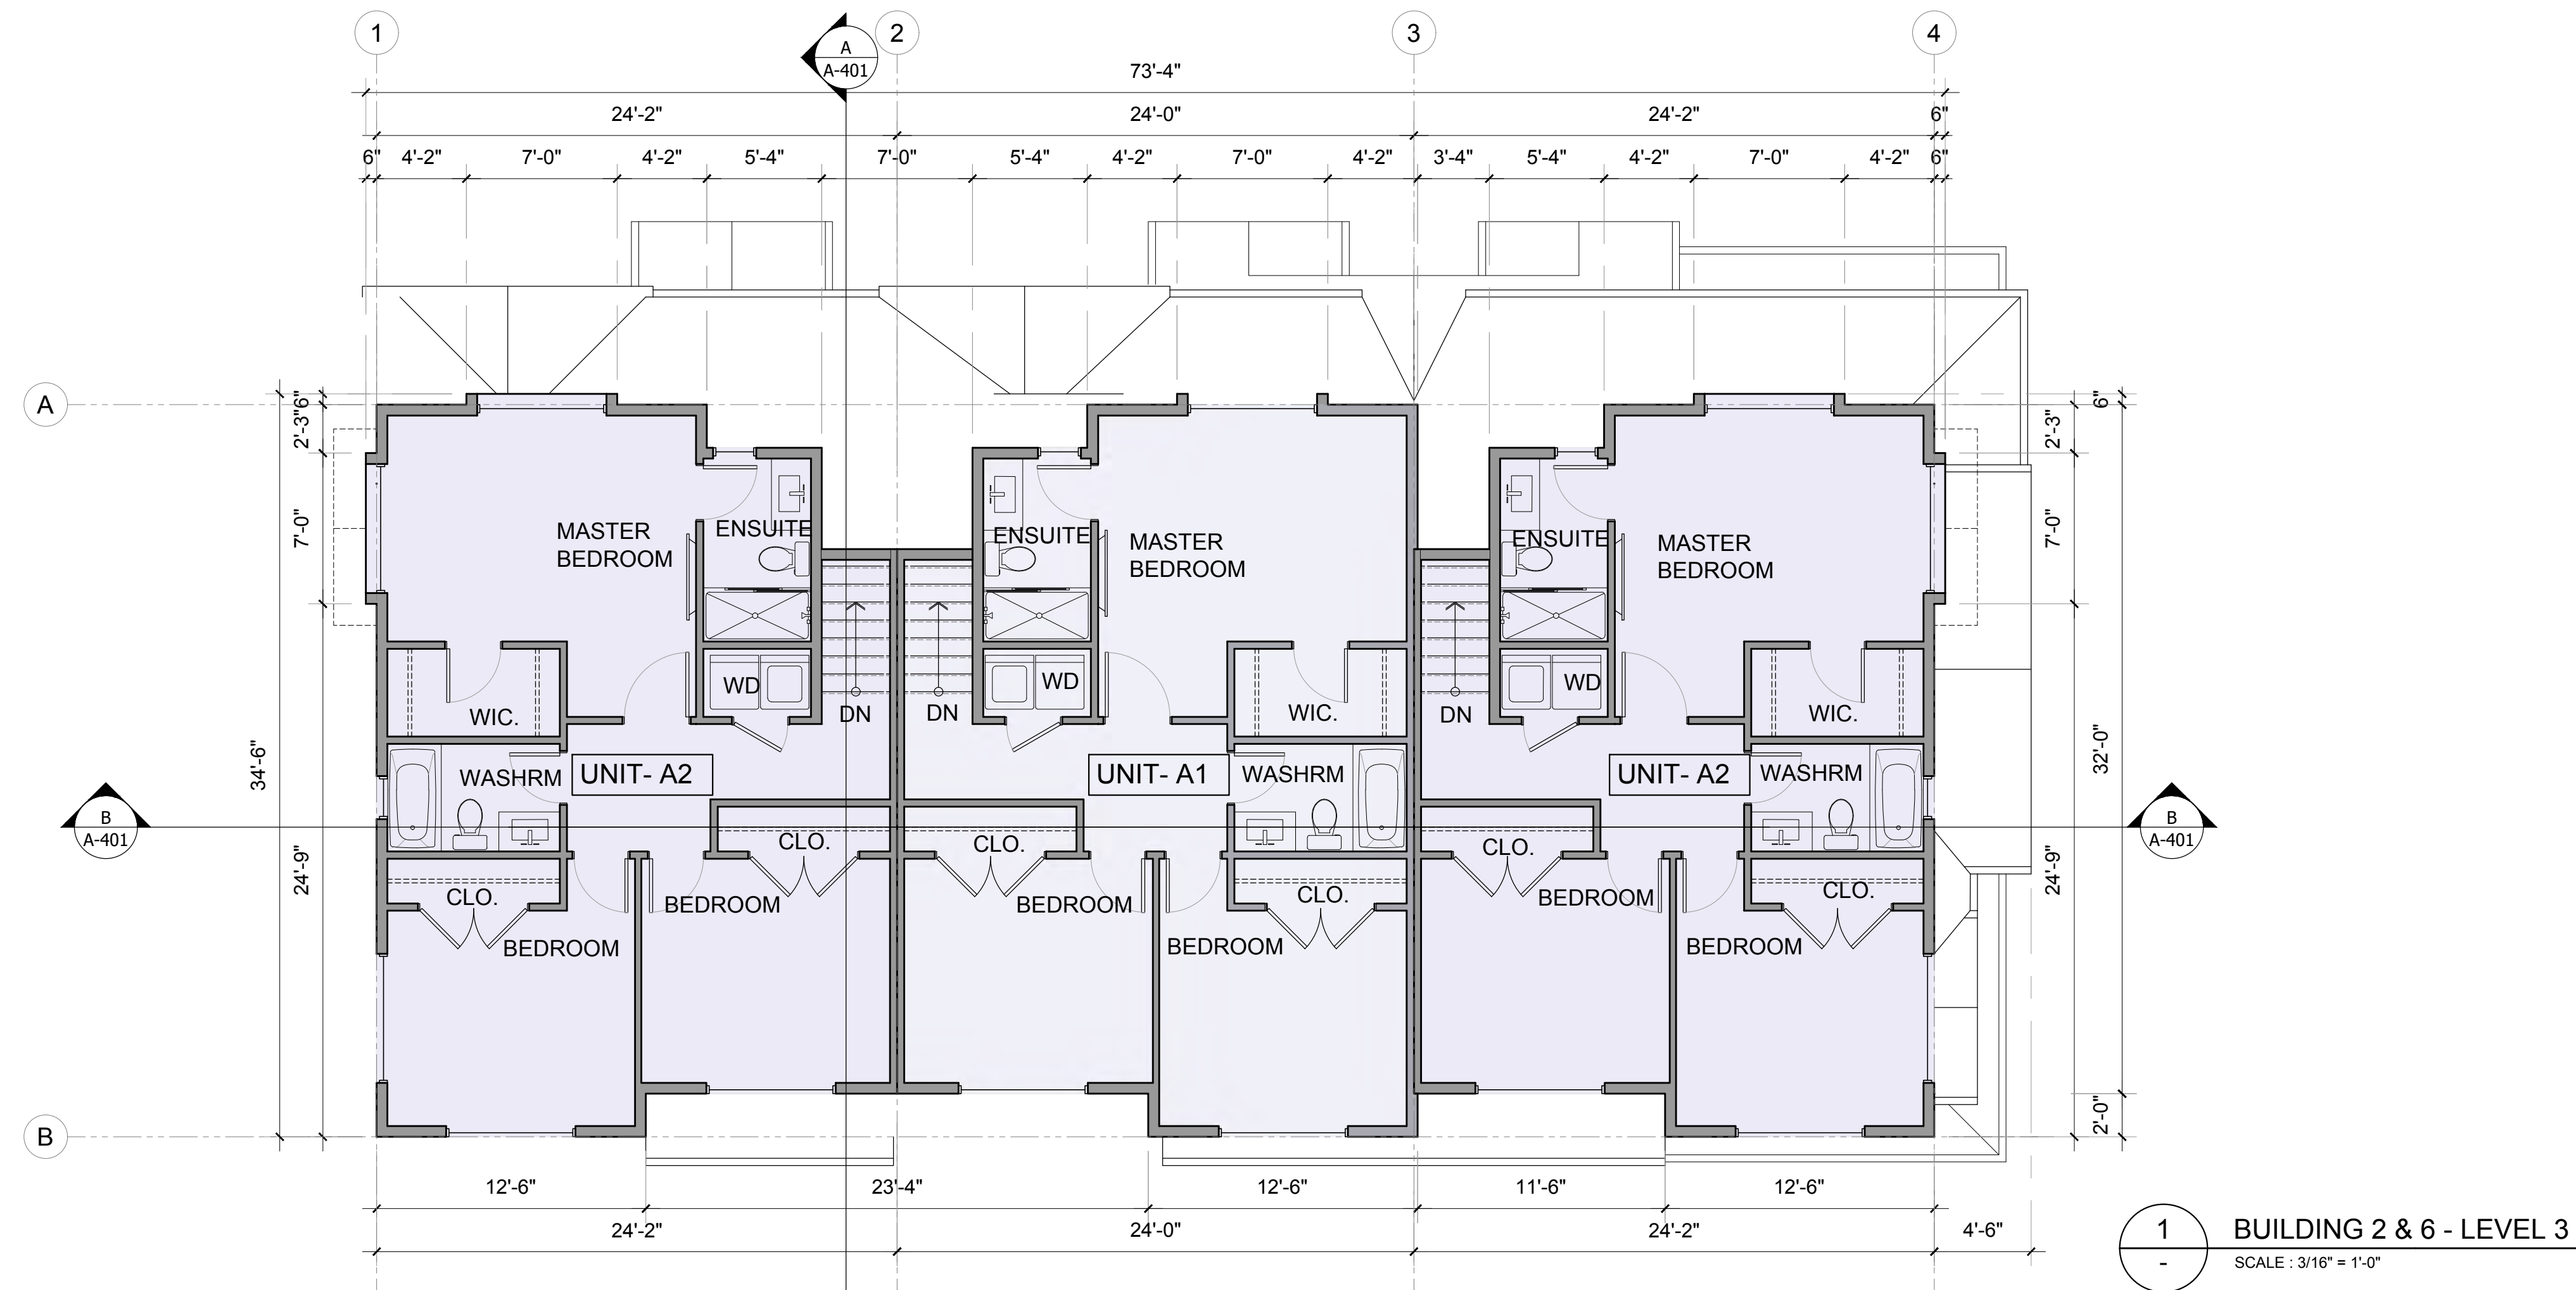 1 2 3 4
A
A-401
73'-4"
24'-2" 24'-0" 24'-2" 6"
6" 4'-2" 7'-0" 4'-2" 5'-4" 7'-0" 5'-4" 4'-2" 7'-0" 4'-2" 3'-4" 5'-4" 4'-2" 7'-0" 4'-2" 6"
A
6"
2'-3"
7'-0"
34'-6"
24'-9"
6"
2'-3"
7'-0"
32'-0"
24'-9"
2'-0"
MASTER
BEDROOM
ENSUITE
ENSUITE
MASTER
BEDROOM
ENSUITE
MASTER
BEDROOM
WIC.
WD
DN
DN
WD
WIC.
DN
WD
WIC.
WASHRM
UNIT- A2
UNIT- A1
WASHRM
UNIT- A2
WASHRM
B
A-401
B
A-401
CLO.
CLO.
CLO.
CLO.
CLO.
CLO.
BEDROOM
BEDROOM
BEDROOM
BEDROOM
BEDROOM
BEDROOM
B
12'-6" 23'-4" 12'-6" 11'-6" 12'-6"
24'-2" 24'-0" 24'-2" 4'-6"
1
-
BUILDING 2 & 6 - LEVEL 3
SCALE : 3/16" = 1'-0"